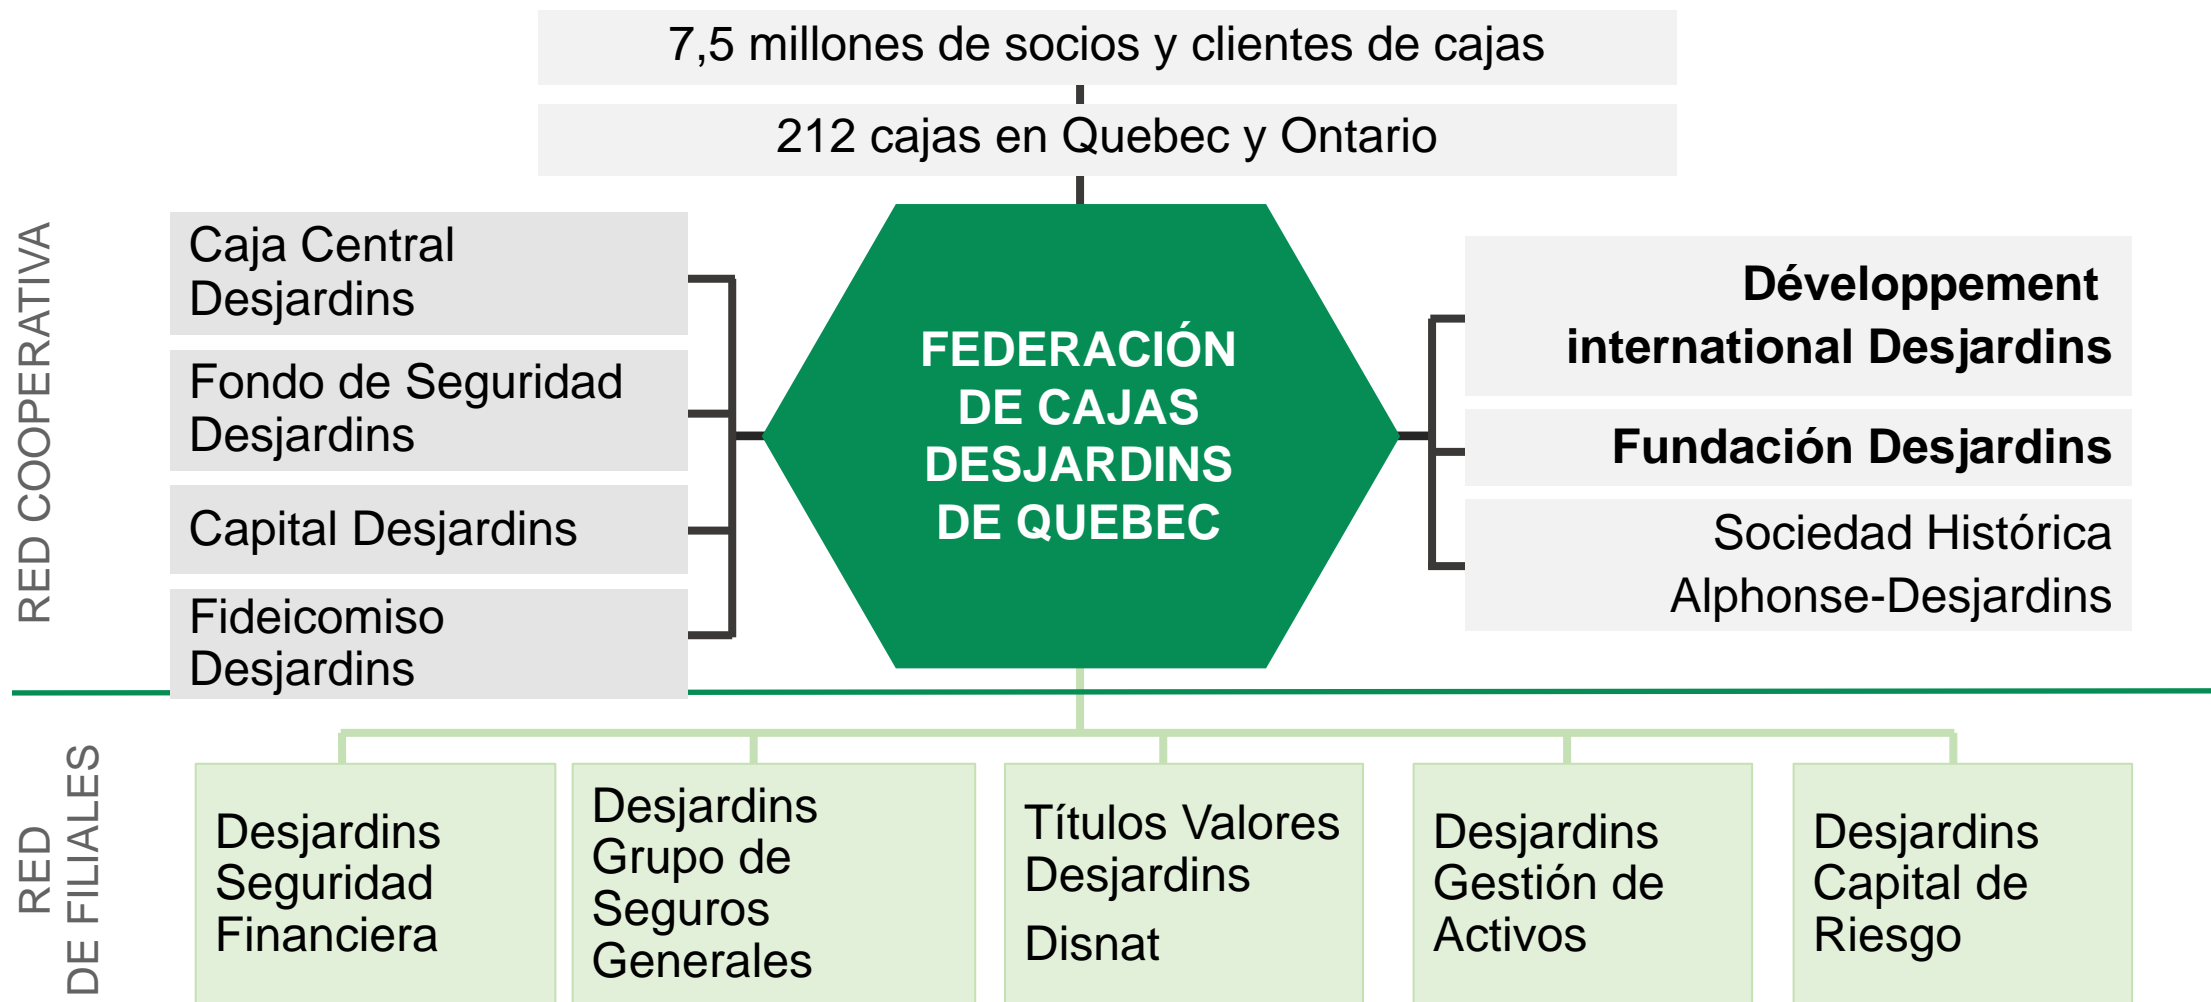 7,5 millones de socios y clientes de cajas
212 cajas en Quebec y Ontario
RED COOPERATIVA
Caja Central
Desjardins
Fondo de Seguridad
Desjardins
Capital Desjardins
Fideicomiso
Desjardins
FEDERACIÓN
DE CAJAS
DESJARDINS
DE QUEBEC
Développement
international Desjardins
Fundación Desjardins
Sociedad Histórica
Alphonse-Desjardins
RED
DE FILIALES
Desjardins
Seguridad
Financiera
Desjardins
Grupo de
Seguros
Generales
Títulos Valores
Desjardins
Disnat
Desjardins
Gestión de
Activos
Desjardins
Capital de
Riesgo